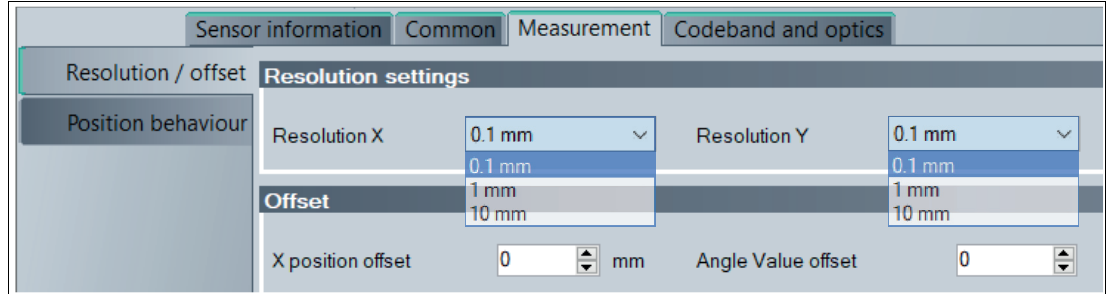 Sensor information Common Measurement Codeband and optics
Resolution / offset
Resolution settings
Position behaviour
Resolution X 0.1 mm Resolution Y 0.1 mm
0.1 mm 0.1 mm
1 mm 1 mm
Offset
10 mm 10 mm
X position offset 0 mm Angle Value offset 0